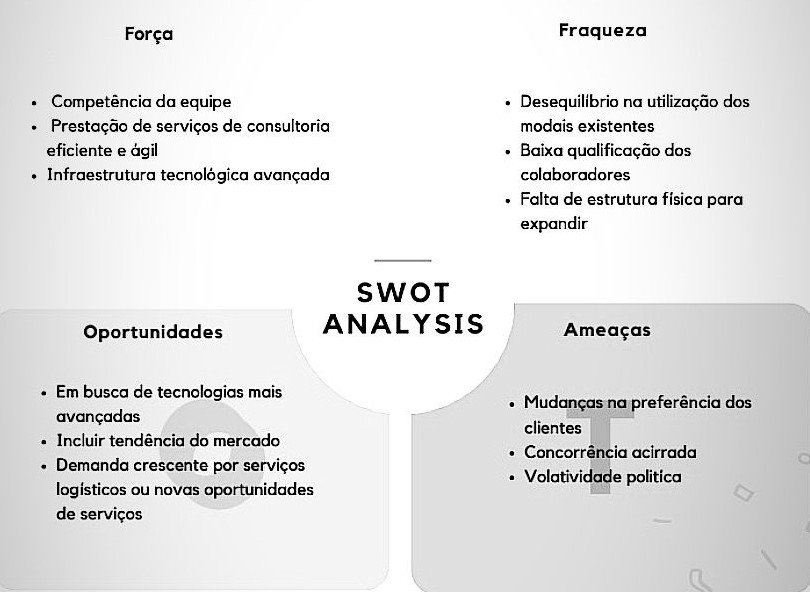 Força
• Competência da equipe
• Prestação de serviços de consultoria
eficiente e ágil
• Infraestrutura tecnológica avançada
Fraqueza
• Desequilíbrio na utilização dos
modais existentes
• Baixa qualificação dos
colaboradores
• Falta de estrutura física para
expandir
SWOT
ANALYSIS
Oportunidades
• Em busca de tecnologias mais
avançadas
• Incluir tendência do mercado
• Demanda crescente por serviços
logísticos ou novas oportunidades
de serviços
O
Ameaças
• Mudanças na preferência dos
clientes
• Concorrência acirrada
• Volatividade politíca
T